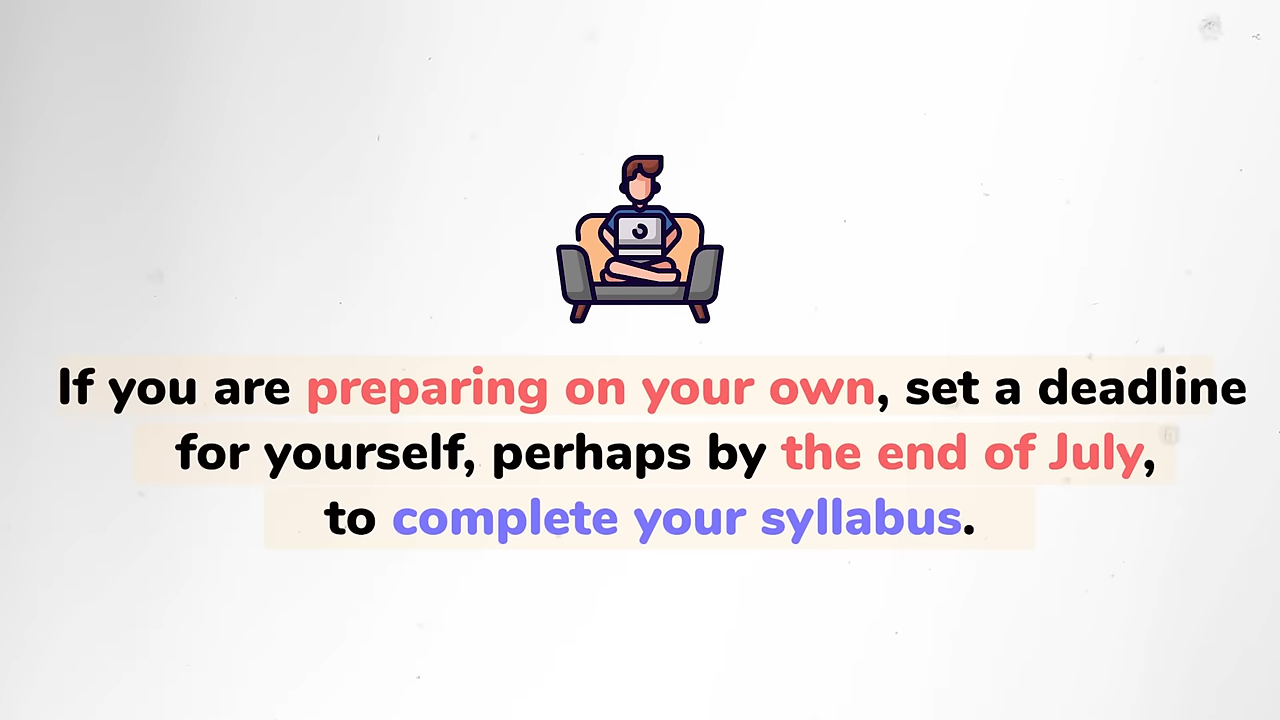 If you are preparing on your own, set a deadline
for yourself, perhaps by the end of July,
to complete your syllabus.